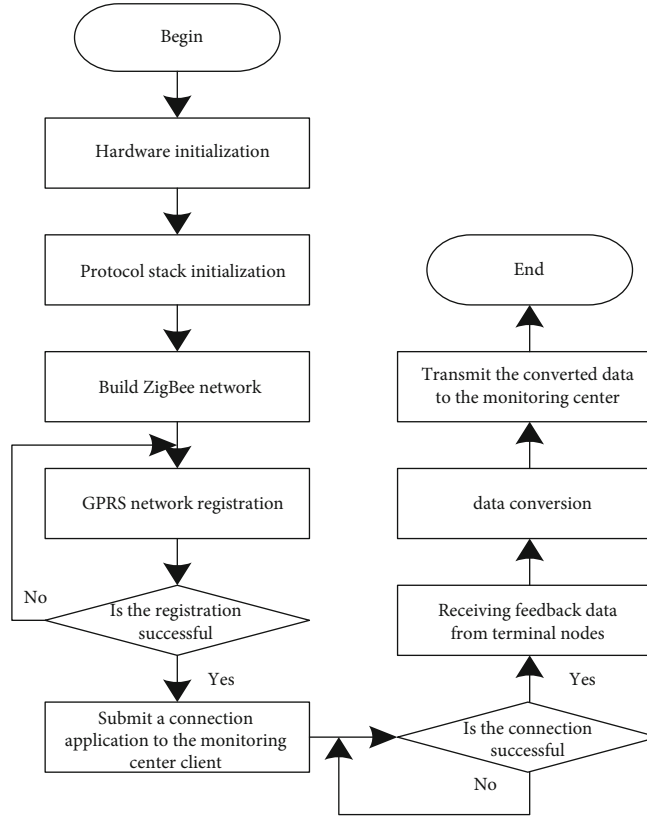 Begin
Hardware initialization
Protocol stack initialization
Build ZigBee network
GPRS network registration
No
Is the registration
successful
Yes
Submit a connection
application to the monitoring
center client
Is the connection
successful
No
Yes
Receiving feedback data
from terminal nodes
data conversion
Transmit the converted data
to the monitoring center
End